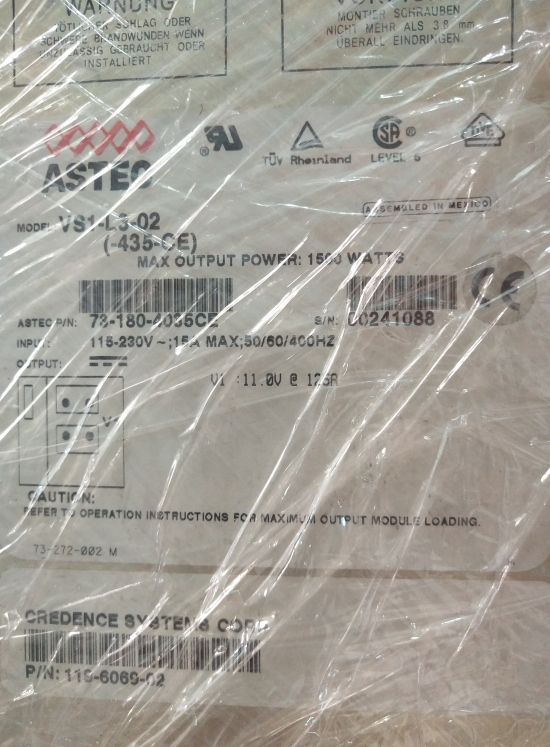 WARNUNG
TÖTLICHER SCHLAG ODER
SCHWERE BRANDWUNDEN WENN
UNZULÄSSIG GEBRAUCHT ODER
INSTALLIERT
MONTIER SCHRAUBEN
NICHT MEHR ALS 3.8 mm
ÜBERALL EINDRINGEN.
ASTEC
TÜV Rheinland
LEVEL
ASSEMBLED IN MEXICO
MODEL VS1-L3-02
(-435-CE)
MAX OUTPUT POWER: 1500 WATTS
ASTEC P/N: 73-180-4035CE
S/N: 00241088
INPUT: 115-230V ~;15A MAX;50/60/400HZ
OUTPUT:
V1 :11.0V @
CAUTION:
REFER TO OPERATION INSTRUCTIONS FOR MAXIMUM OUTPUT MODULE LOADING.
73-272-002 M
CREDENCE SYSTEMS CORP
P/N: 119-6069-02